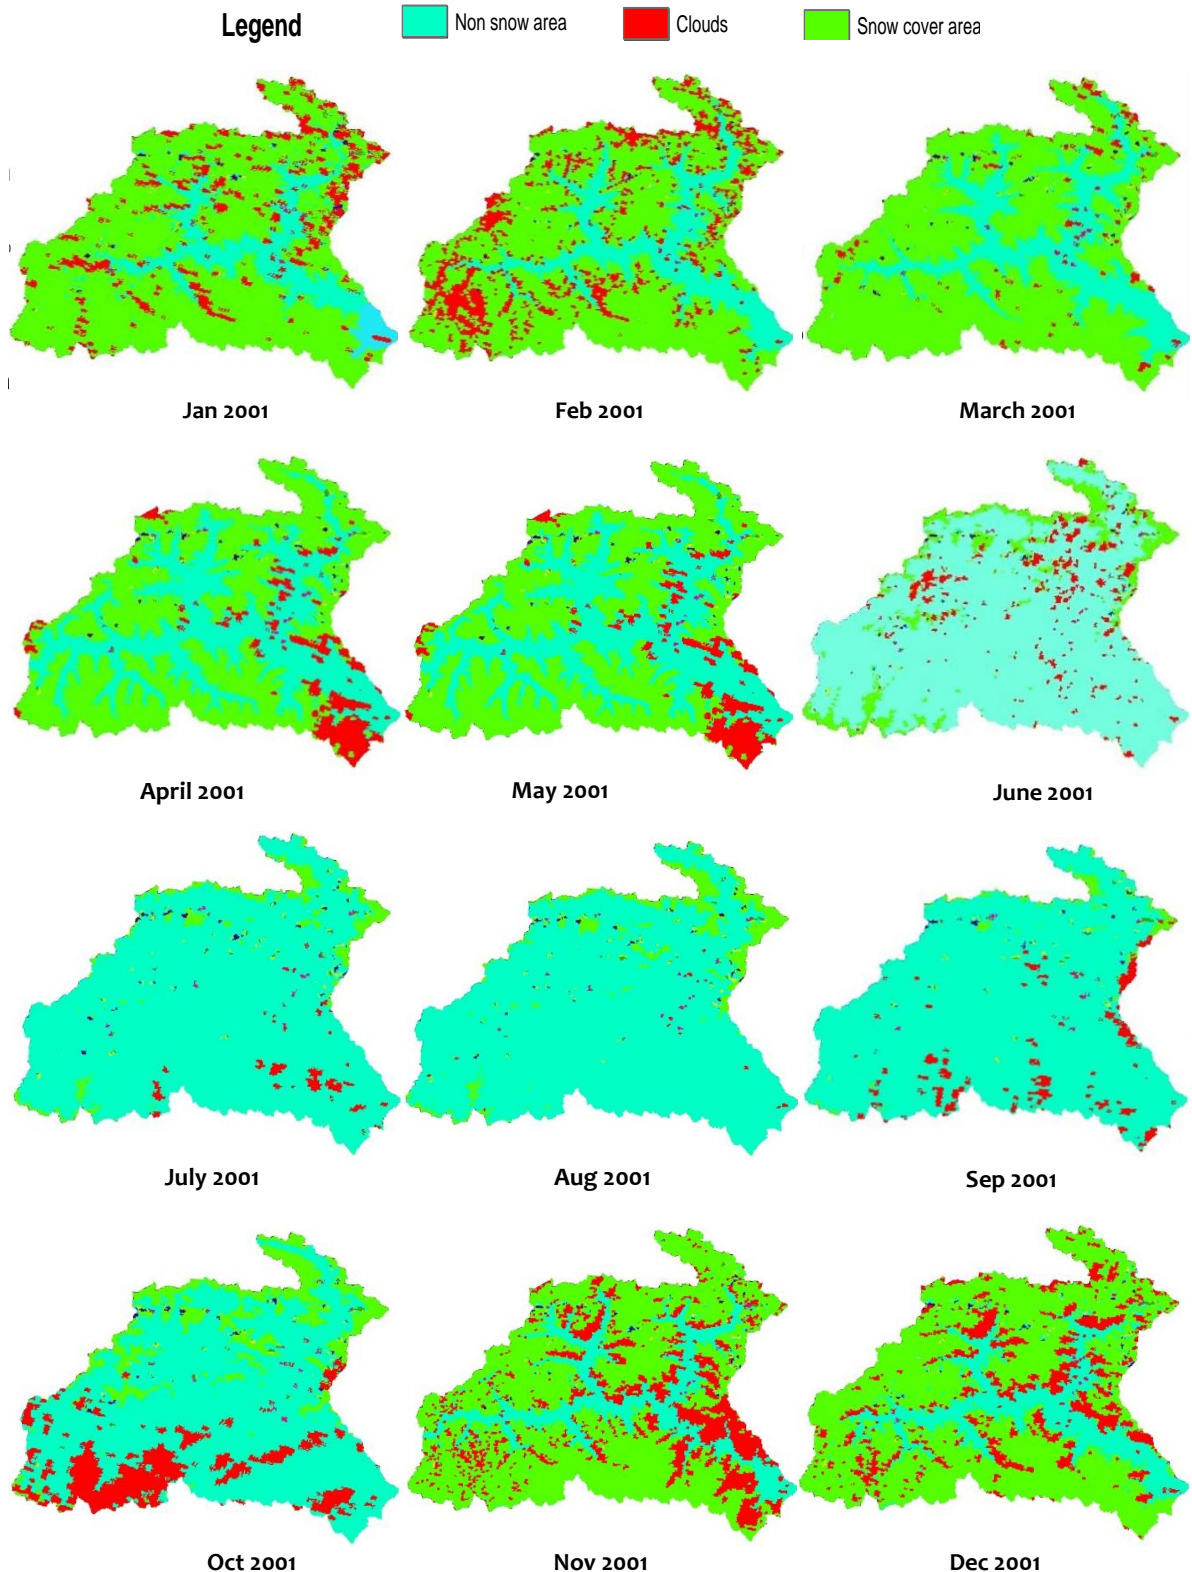 Legend
Non snow area
Clouds
Snow cover area
Jan 2001
Feb 2001
March 2001
April 2001
May 2001
June 2001
July 2001
Aug 2001
Sep 2001
Oct 2001
Nov 2001
Dec 2001